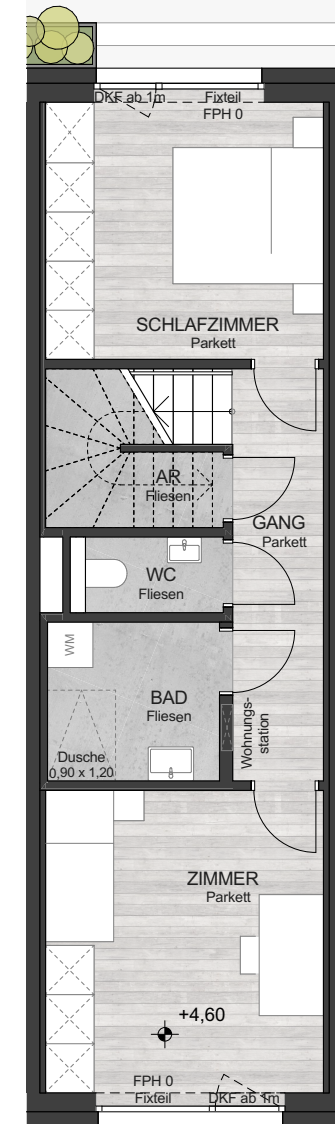 DKF ab 1m
Fixteil
FPH 0
SCHLAFZIMMER
Parkett
AR
Fliesen
GANG
Parkett
WC
Fliesen
WM
BAD
Fliesen
Wohnungs-
station
Dusche
0,90 x 1,20
ZIMMER
Parkett
+4,60
FPH 0
Fixteil
DKF ab 1m